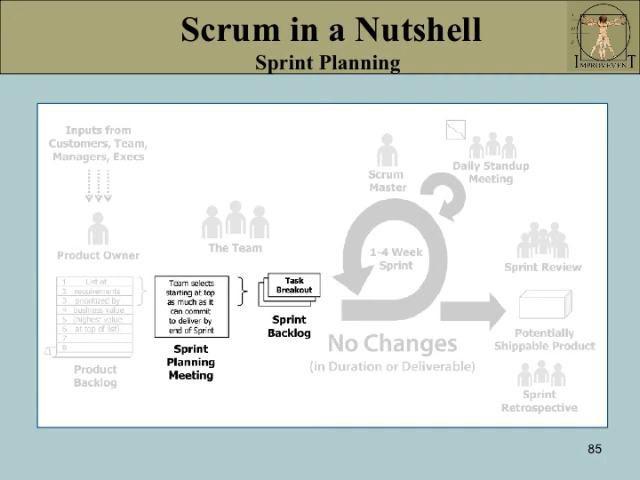 Scrum in a Nutshell
Sprint Planning
IMPROVEVENT
Inputs from
Customers, Team,
Managers, Execs
Scrum
Master
Daily Standup
Meeting
Product Owner
The Team
1-4 Week
Sprint
Sprint Review
1 List of
2 requirements
3 prioritized by
4 business value
5 (highest value
6 at top of list)
7
8
Product
Backlog
Team selects
starting at top
as much as it
can commit
to deliver by
end of Sprint
Sprint
Planning
Meeting
Task
Breakout
Sprint
Backlog
No Changes
(in Duration or Deliverable)
Potentially
Shippable Product
Sprint
Retrospective
85